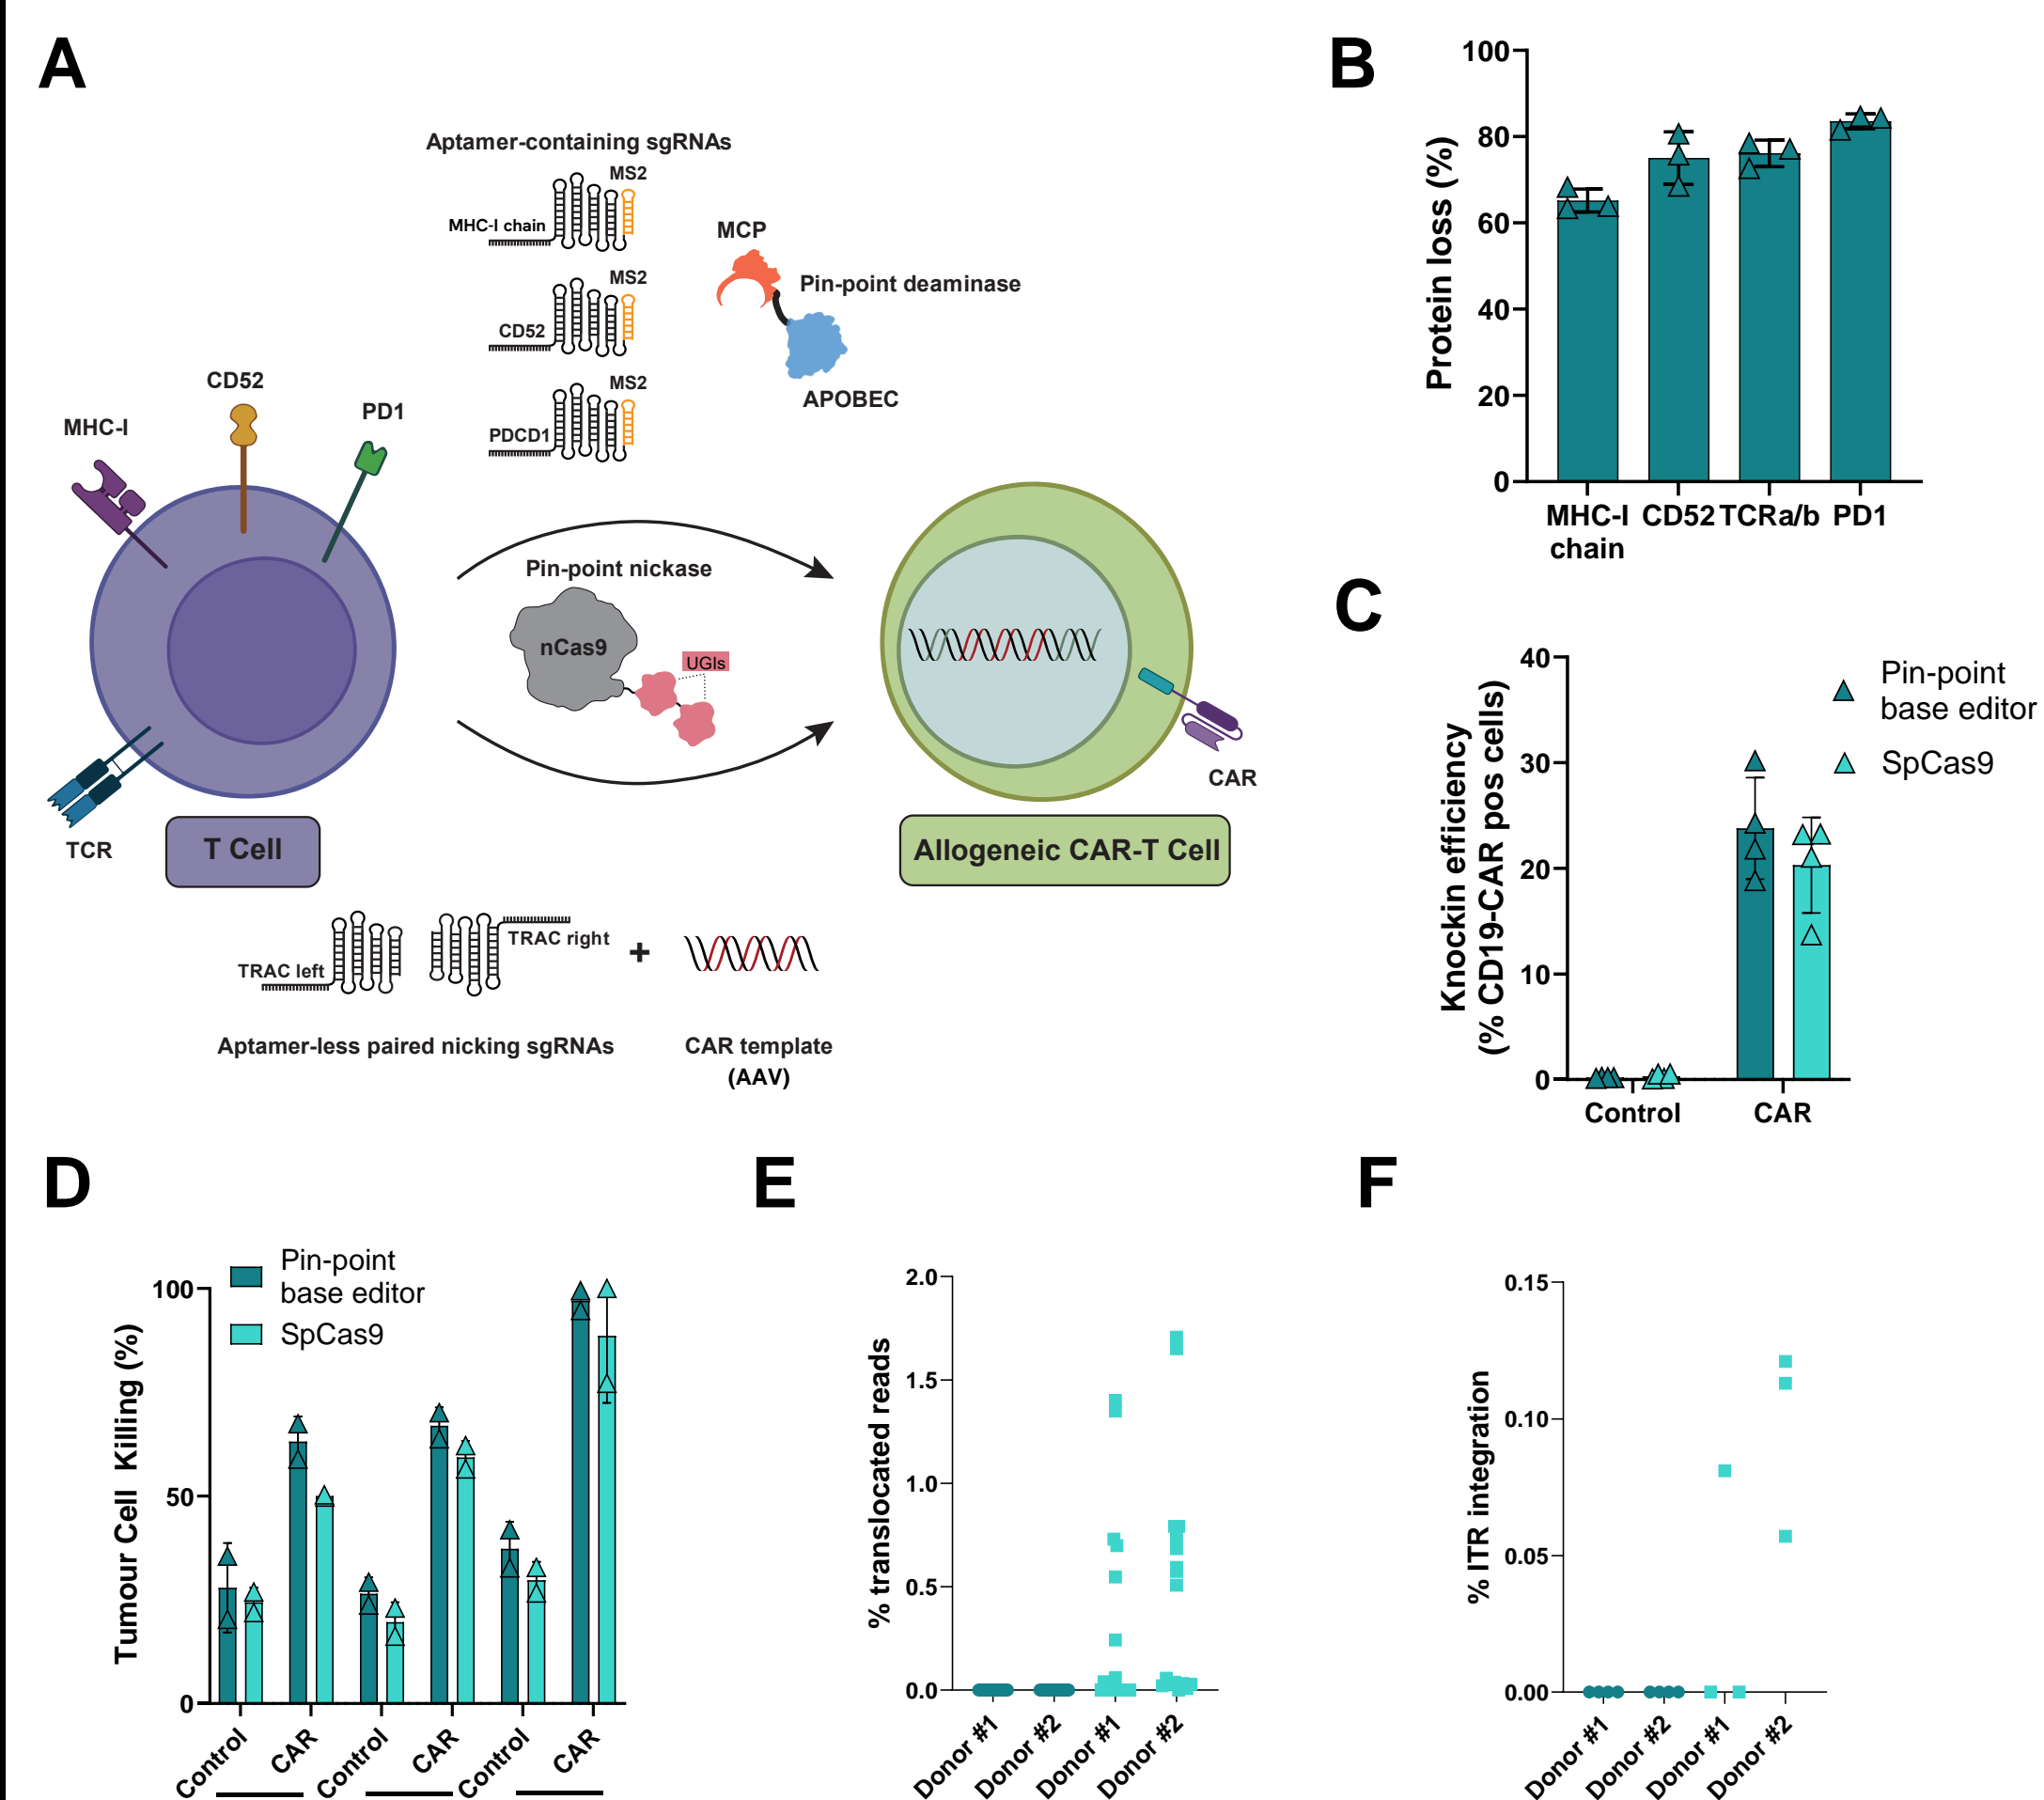 A
Aptamer-containing sgRNAs
MS2
MHC-I chain
MS2
CD52
MS2
PDCD1
MCP
Pin-point deaminase
APOBEC
CD52
MHC-I
PD1
TCR
T Cell
Pin-point nickase
nCas9
UGIs
CAR
Allogeneic CAR-T Cell
TRAC left
TRAC right
+
Aptamer-less paired nicking sgRNAs
CAR template
(AAV)
B
Protein loss (%)
100
80
60
40
20
0
MHC-I
chain
CD52
TCRa/b
PD1
C
Knockin efficiency
(% CD19-CAR pos cells)
40
30
20
10
0
Control
CAR
Pin-point
base editor
SpCas9
D
Tumour Cell Killing (%)
100
50
0
Pin-point
base editor
SpCas9
Control
CAR
Control
CAR
Control
CAR
E
% translocated reads
2.0
1.5
1.0
0.5
0.0
Donor #1
Donor #2
Donor #1
Donor #2
F
% ITR integration
0.15
0.10
0.05
0.00
Donor #1
Donor #2
Donor #1
Donor #2